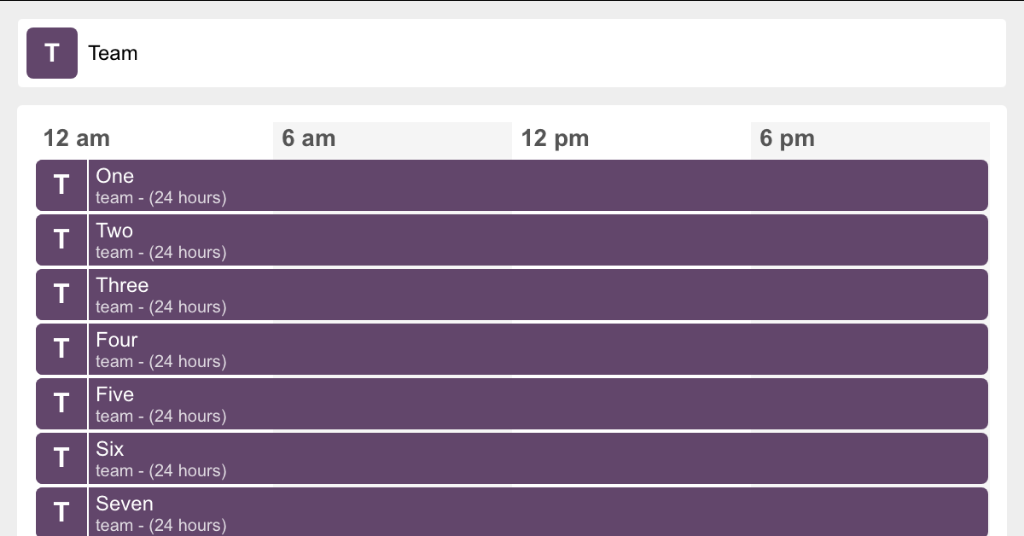 T Team
12 am 6 am 12 pm 6 pm
T One
team - (24 hours)
T Two
team - (24 hours)
T Three
team - (24 hours)
T Four
team - (24 hours)
T Five
team - (24 hours)
T Six
team - (24 hours)
T Seven
team - (24 hours)